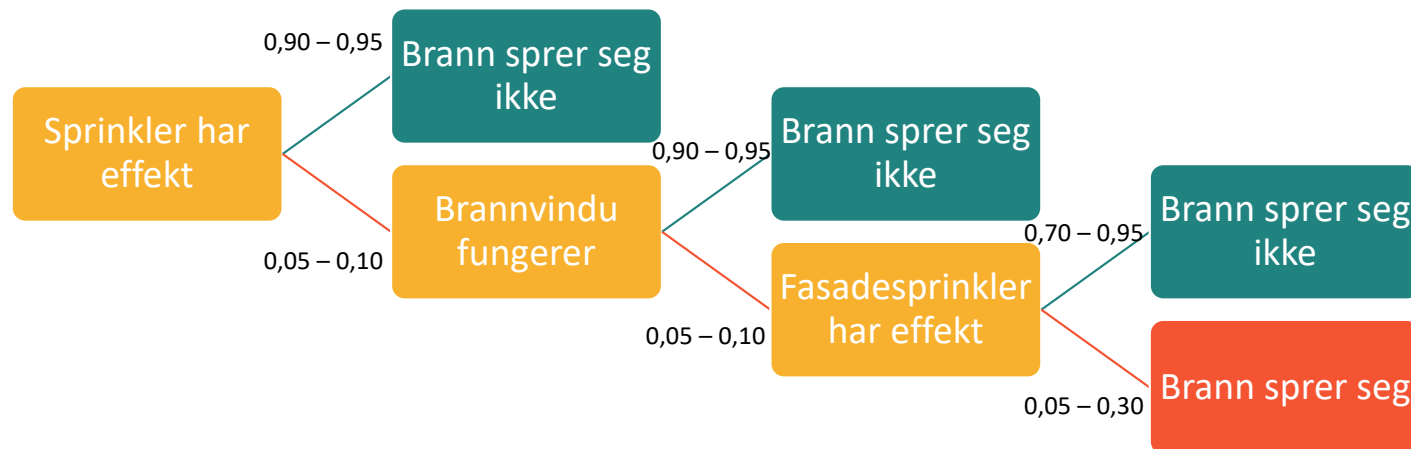 0,90 – 0,95
Brann sprer seg
ikke
Sprinkler har
effekt
0,90 – 0,95
Brann sprer seg
ikke
Brannvindu
fungerer
0,05 – 0,10
0,70 – 0,95
Brann sprer seg
ikke
Fasadesprinkler
har effekt
0,05 – 0,10
Brann sprer seg
0,05 – 0,30